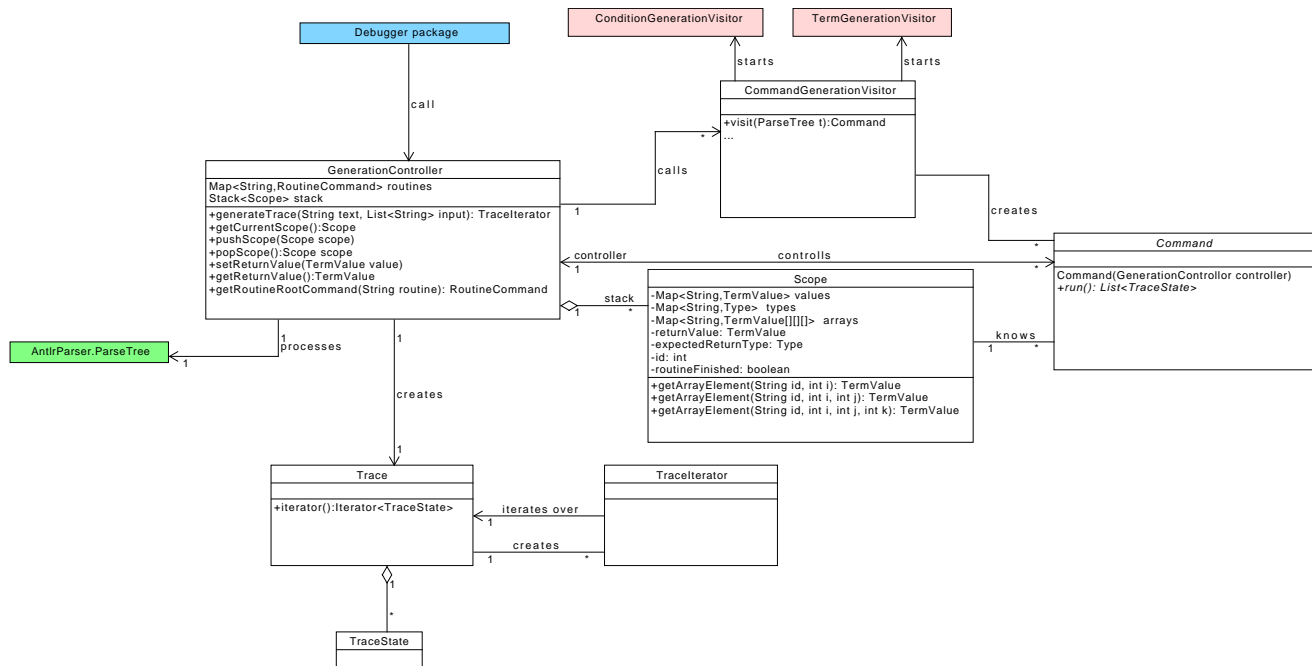 ConditionGenerationVisitor
TermGenerationVisitor
Debugger package
starts
starts
call
CommandGenerationVisitor
+visit(ParseTree t):Command
...
*
calls
1
GenerationController
Map<String,RoutineCommand> routines
Stack<Scope> stack
+generateTrace(String text, List<String> input): TraceIterator
+getCurrentScope():Scope
+pushScope(Scope scope)
+popScope():Scope scope
+setReturnValue(TermValue value)
+getReturnValue():TermValue
+getRoutineRootCommand(String routine): RoutineCommand
creates
*
controller
controlls
1
*
Command
Command(GenerationControllor controller)
+run(): List<TraceState>
stack
1
*
Scope
-Map<String,TermValue> values
-Map<String,Type> types
-Map<String,TermValue[][][]> arrays
-returnValue: TermValue
-expectedReturnType: Type
-id: int
-routineFinished: boolean
+getArrayElement(String id, int i): TermValue
+getArrayElement(String id, int i, int j): TermValue
+getArrayElement(String id, int i, int j, int k): TermValue
knows
1
*
1
processes
1
AntlrParser.ParseTree
1
creates
1
Trace
+iterator():Iterator<TraceState>
TraceIterator
iterates over
1
creates
1
*
1
*
TraceState